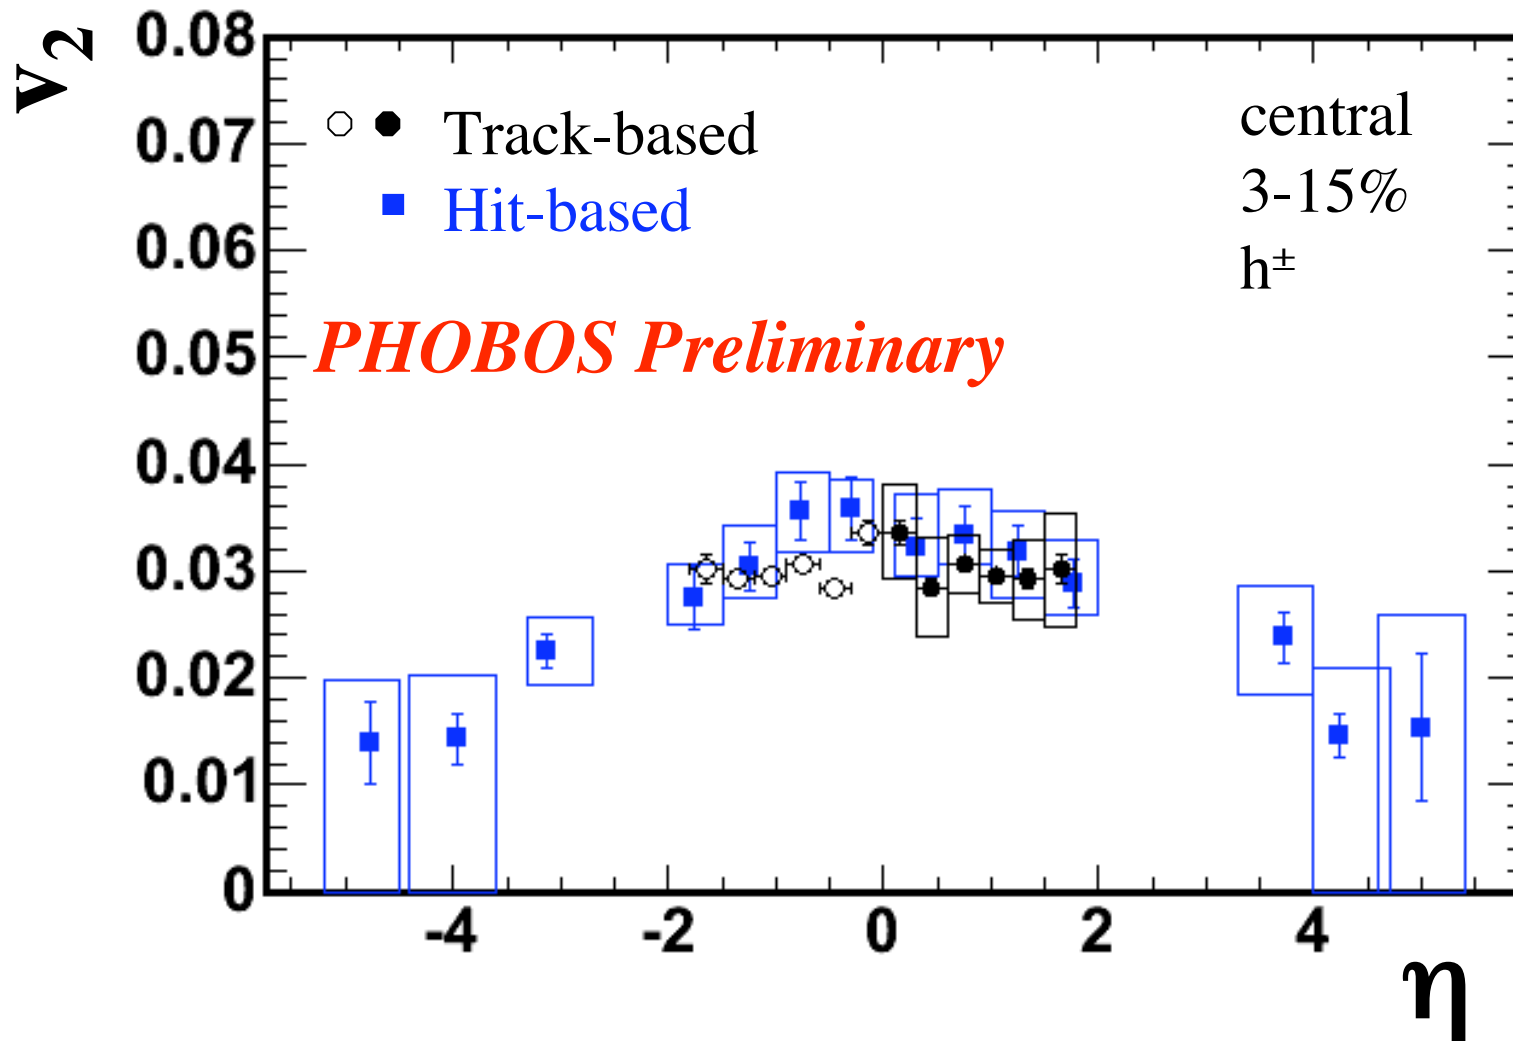 v2
0.08
0.07
0.06
0.05
0.04
0.03
0.02
0.01
0
Track-based
Hit-based
central
3-15%
h±
PHOBOS Preliminary
-4 -2 0 2 4
η